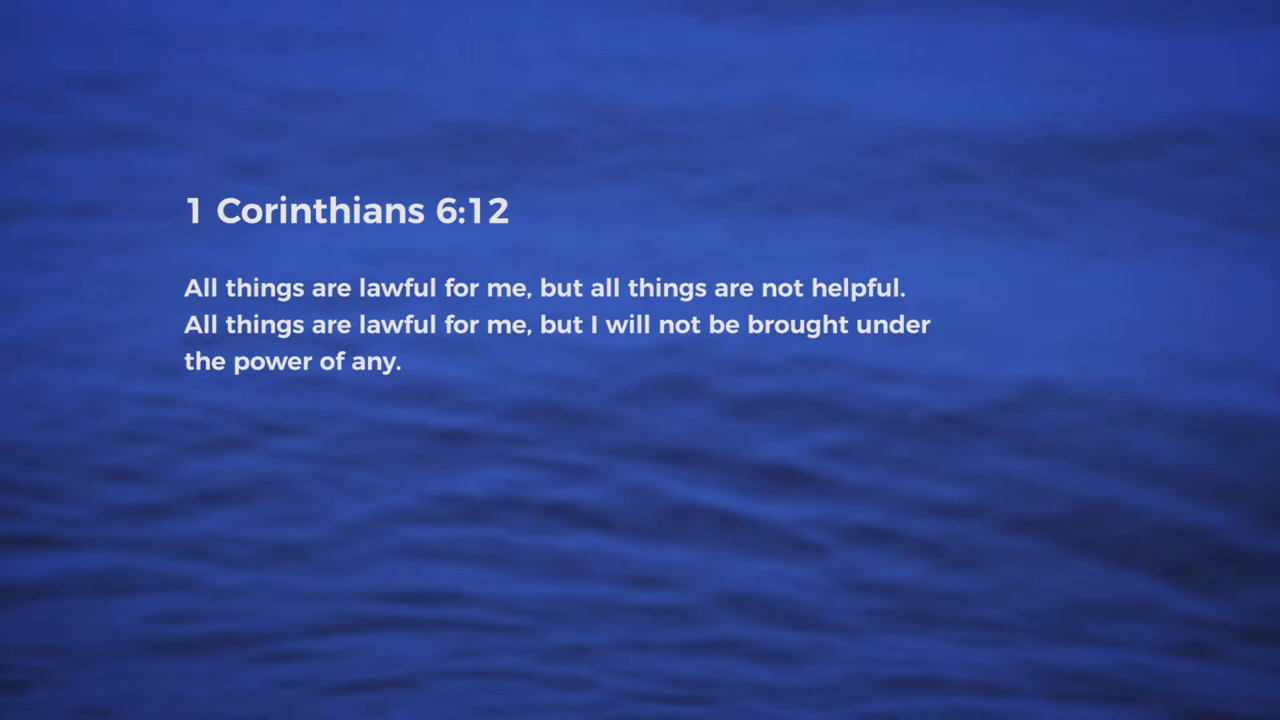 1 Corinthians 6:12
All things are lawful for me, but all things are not helpful.
All things are lawful for me, but I will not be brought under
the power of any.